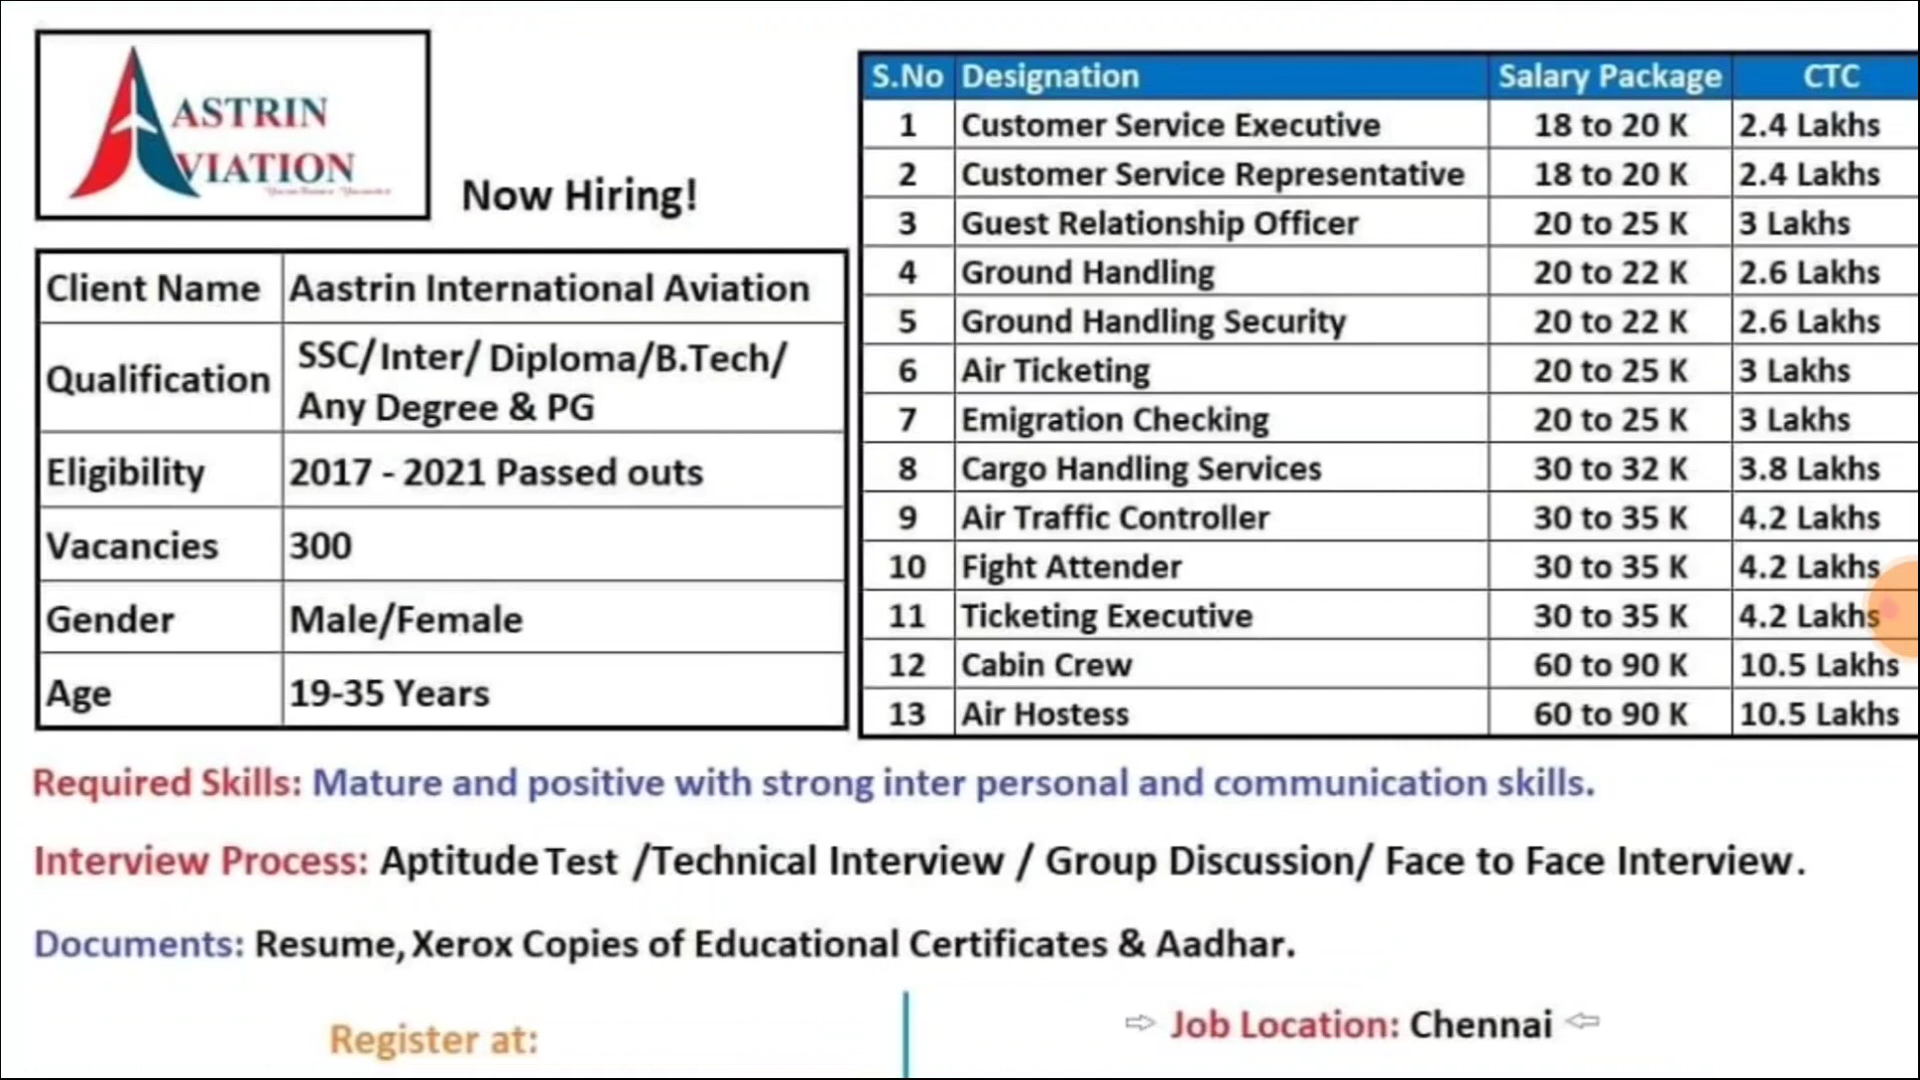 ASTRIN
VIATION
Now Hiring!
Client Name Aastrin International Aviation
Qualification SSC/Inter/ Diploma/B.Tech/
Any Degree & PG
Eligibility 2017 - 2021 Passed outs
Vacancies 300
Gender Male/Female
Age 19-35 Years
S.No Designation Salary Package CTC
1 Customer Service Executive 18 to 20 K 2.4 Lakhs
2 Customer Service Representative 18 to 20 K 2.4 Lakhs
3 Guest Relationship Officer 20 to 25 K 3 Lakhs
4 Ground Handling 20 to 22 K 2.6 Lakhs
5 Ground Handling Security 20 to 22 K 2.6 Lakhs
6 Air Ticketing 20 to 25 K 3 Lakhs
7 Emigration Checking 20 to 25 K 3 Lakhs
8 Cargo Handling Services 30 to 32 K 3.8 Lakhs
9 Air Traffic Controller 30 to 35 K 4.2 Lakhs
10 Fight Attender 30 to 35 K 4.2 Lakhs
11 Ticketing Executive 30 to 35 K 4.2 Lakhs
12 Cabin Crew 60 to 90 K 10.5 Lakhs
13 Air Hostess 60 to 90 K 10.5 Lakhs
Required Skills: Mature and positive with strong inter personal and communication skills.
Interview Process: Aptitude Test /Technical Interview / Group Discussion/ Face to Face Interview.
Documents: Resume, Xerox Copies of Educational Certificates & Aadhar.
Register at:
⇨ Job Location: Chennai ⇦